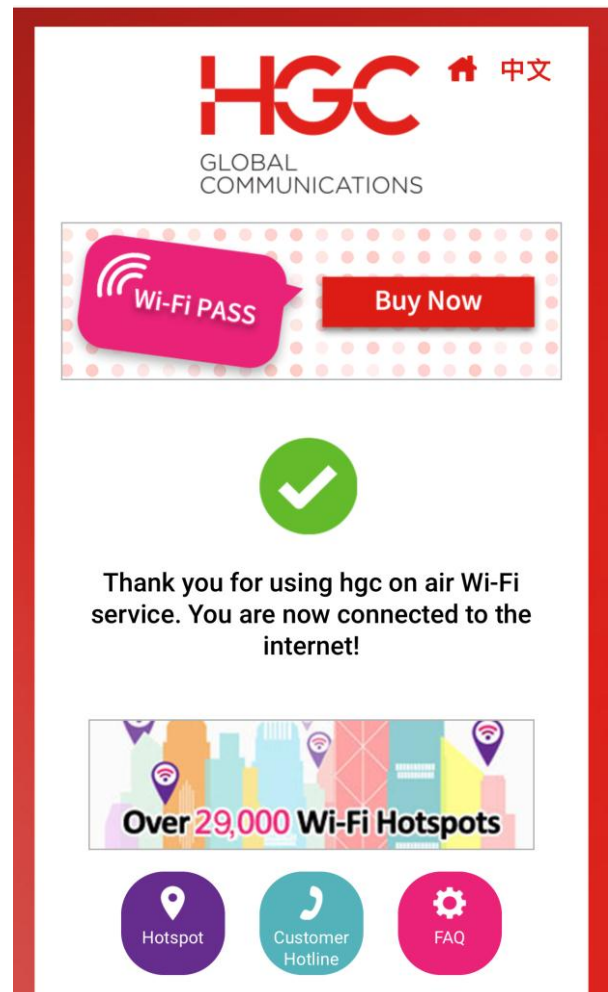 HGC
中文
GLOBAL
COMMUNICATIONS
Wi-Fi PASS
Buy Now
Thank you for using hgc on air Wi-Fi
service. You are now connected to the
internet!
Over 29,000 Wi-Fi Hotspots
Hotspot
Customer
Hotline
FAQ